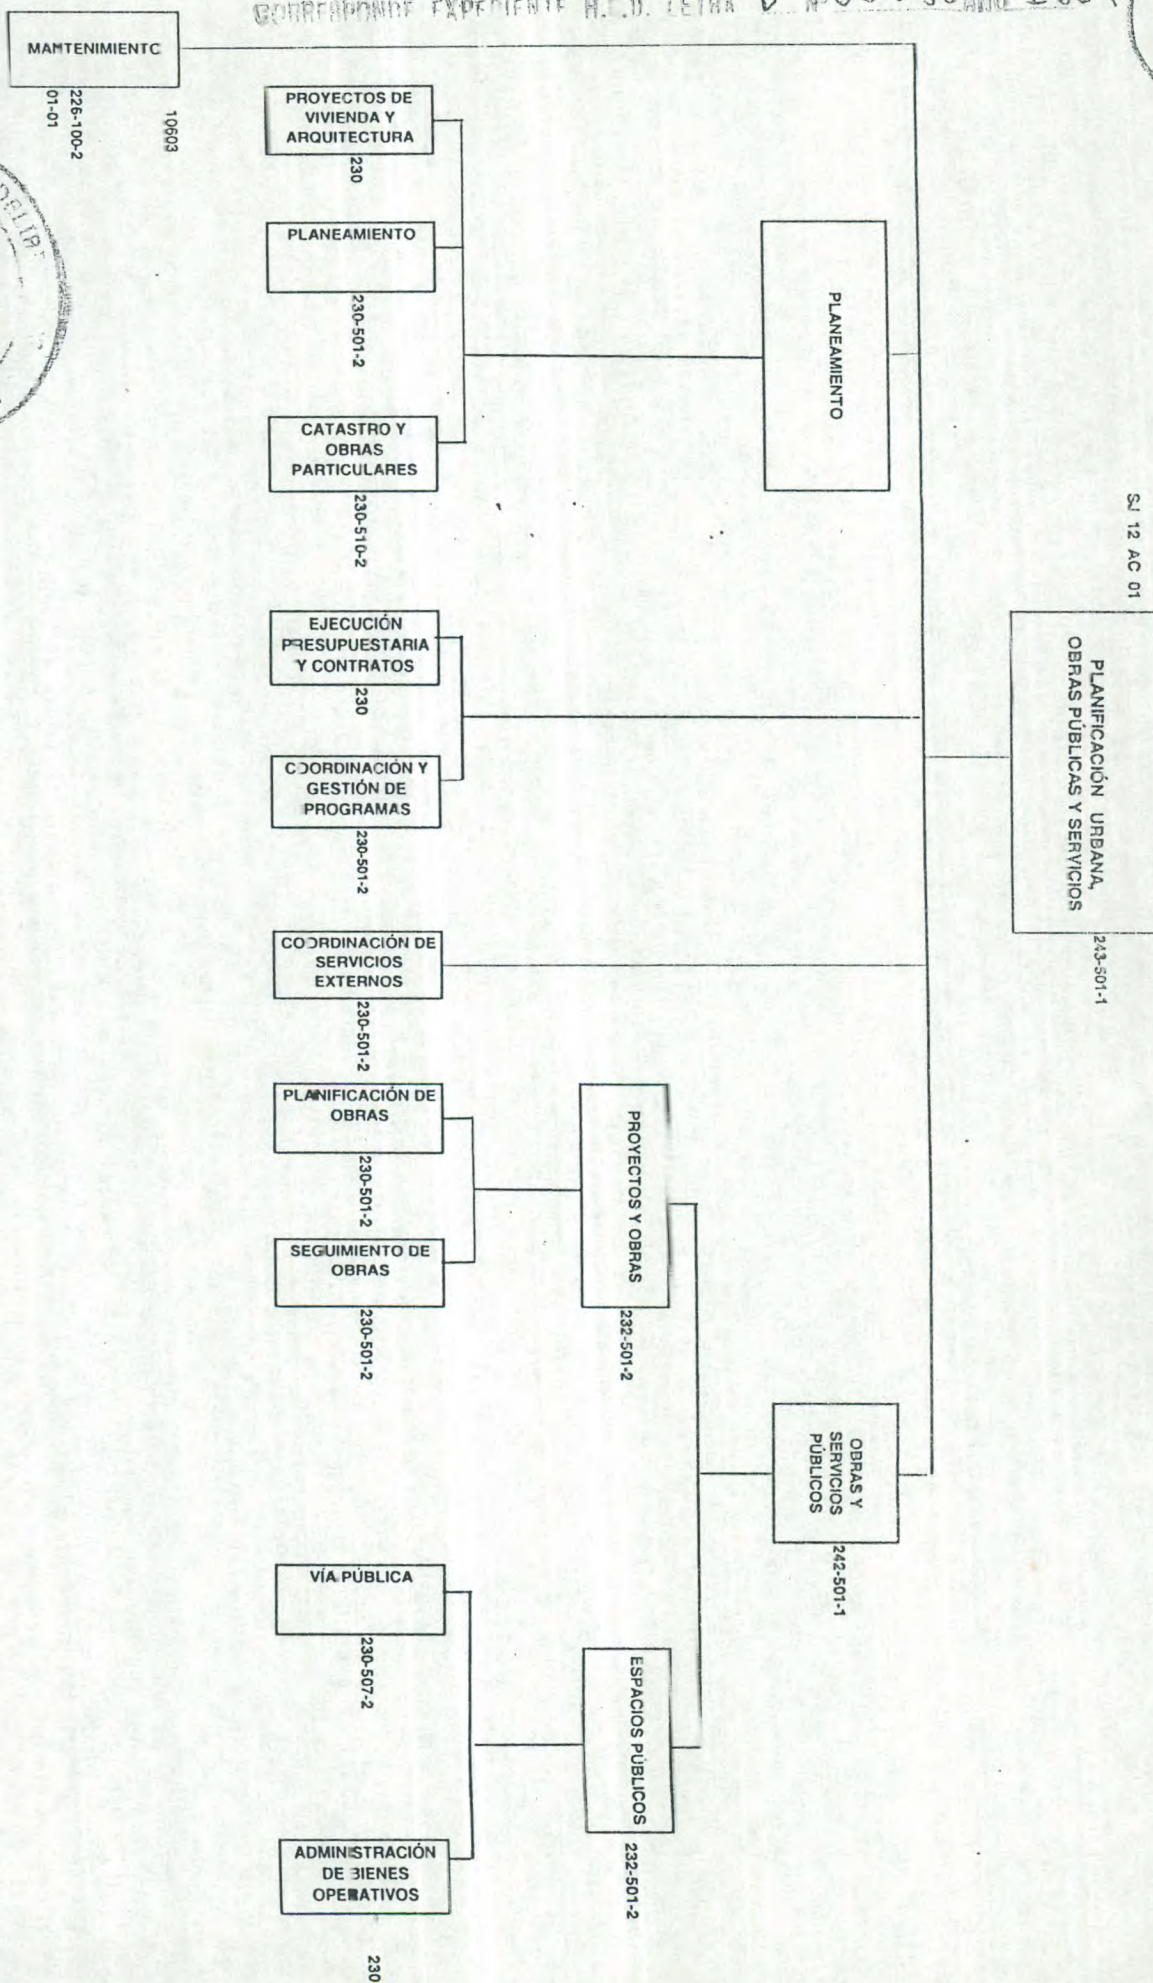 CORRESPONDE EXPEDIENTE H.C.D. LETRA D Nº
MANTENIMIENTO
10603
226-100-2
01-01
PROYECTOS DE
VIVIENDA Y
ARQUITECTURA
230
PLANEAMIENTO
230-501-2
CATASTRO Y
OBRAS
PARTICULARES
230-510-2
PLANEAMIENTO
SJ 12 AC 01
PLANIFICACIÓN URBANA,
OBRAS PÚBLICAS Y SERVICIOS
243-501-1
EJECUCIÓN
PRESUPUESTARIA
Y CONTRATOS
230
COORDINACIÓN Y
GESTIÓN DE
PROGRAMAS
230-501-2
COORDINACIÓN DE
SERVICIOS
EXTERNOS
230-501-2
PLANIFICACIÓN DE
OBRAS
230-501-2
SEGUIMIENTO DE
OBRAS
230-501-2
PROYECTOS Y OBRAS
232-501-2
OBRAS Y
SERVICIOS
PÚBLICOS
242-501-1
VÍA PÚBLICA
230-507-2
ESPACIOS PÚBLICOS
232-501-2
ADMINISTRACIÓN
DE BIENES
OPERATIVOS
230